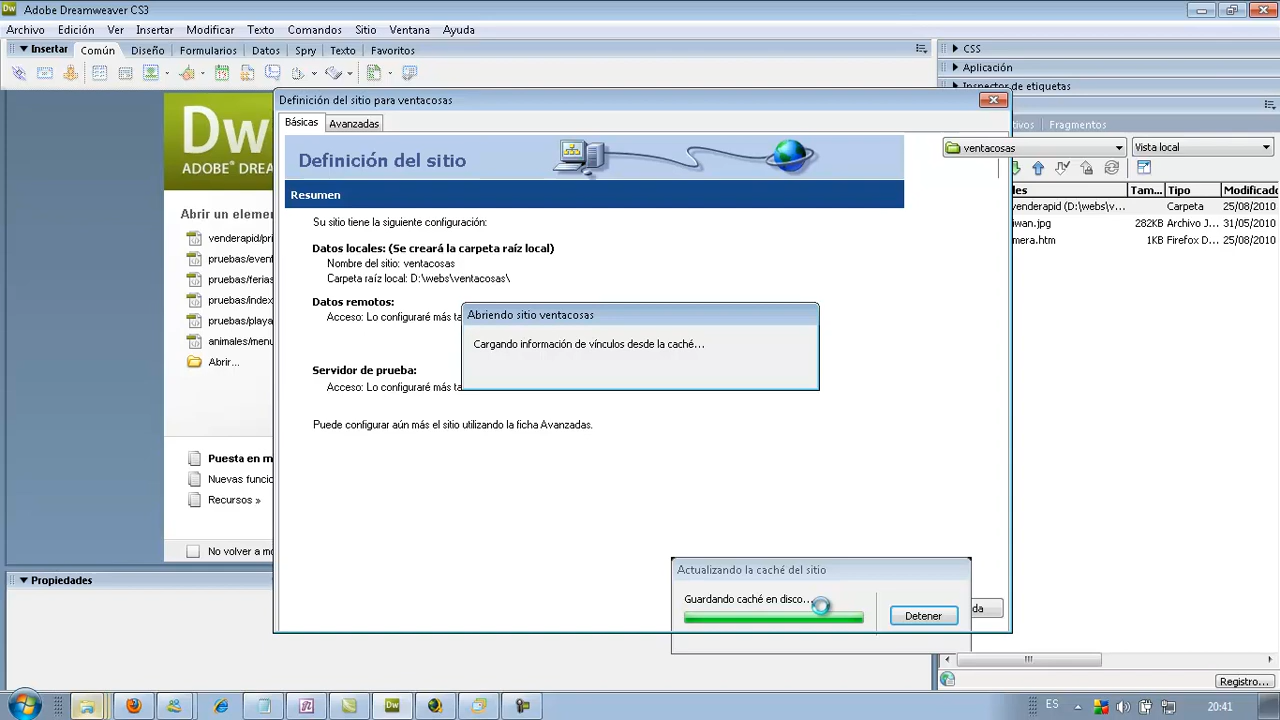 Adobe Dreamweaver CS3
Archivo Edición Ver Insertar Modificar Texto Comandos Sitio Ventana Ayuda
Insertar Común Diseño Formularios Datos Spry Texto Favoritos
CSS
Aplicación
Inspector de etiquetas
Fragmentos
ventacosas Vista local
Tam... Tipo Modificado
venderapid (D:\webs\v... Carpeta 25/08/2010
iwan.jpg 282KB Archivo J... 31/05/2010
mera.htm 1KB Firefox D... 25/08/2010
Dw
ADOBE® DRE
Abrir un eleme
venderapid/pri
pruebas/even
pruebas/ferias
pruebas/index
pruebas/playa
animales/menu
Abrir...
Puesta en m
Nuevas funcio
Recursos »
No volver a mo
Propiedades
Definición del sitio para ventacosas
Básicas Avanzadas
Definición del sitio
Resumen
Su sitio tiene la siguiente configuración:
Datos locales: (Se creará la carpeta raíz local)
Nombre del sitio: ventacosas
Carpeta raíz local: D:\webs\ventacosas\
Datos remotos:
Acceso: Lo configuraré más ta
Servidor de prueba:
Acceso: Lo configuraré más ta
Puede configurar aún más el sitio utilizando la ficha Avanzadas.
Abriendo sitio ventacosas
Cargando información de vínculos desde la caché...
Actualizando la caché del sitio
Guardando caché en disco...
Detener
da
Registro...
ES 20:41